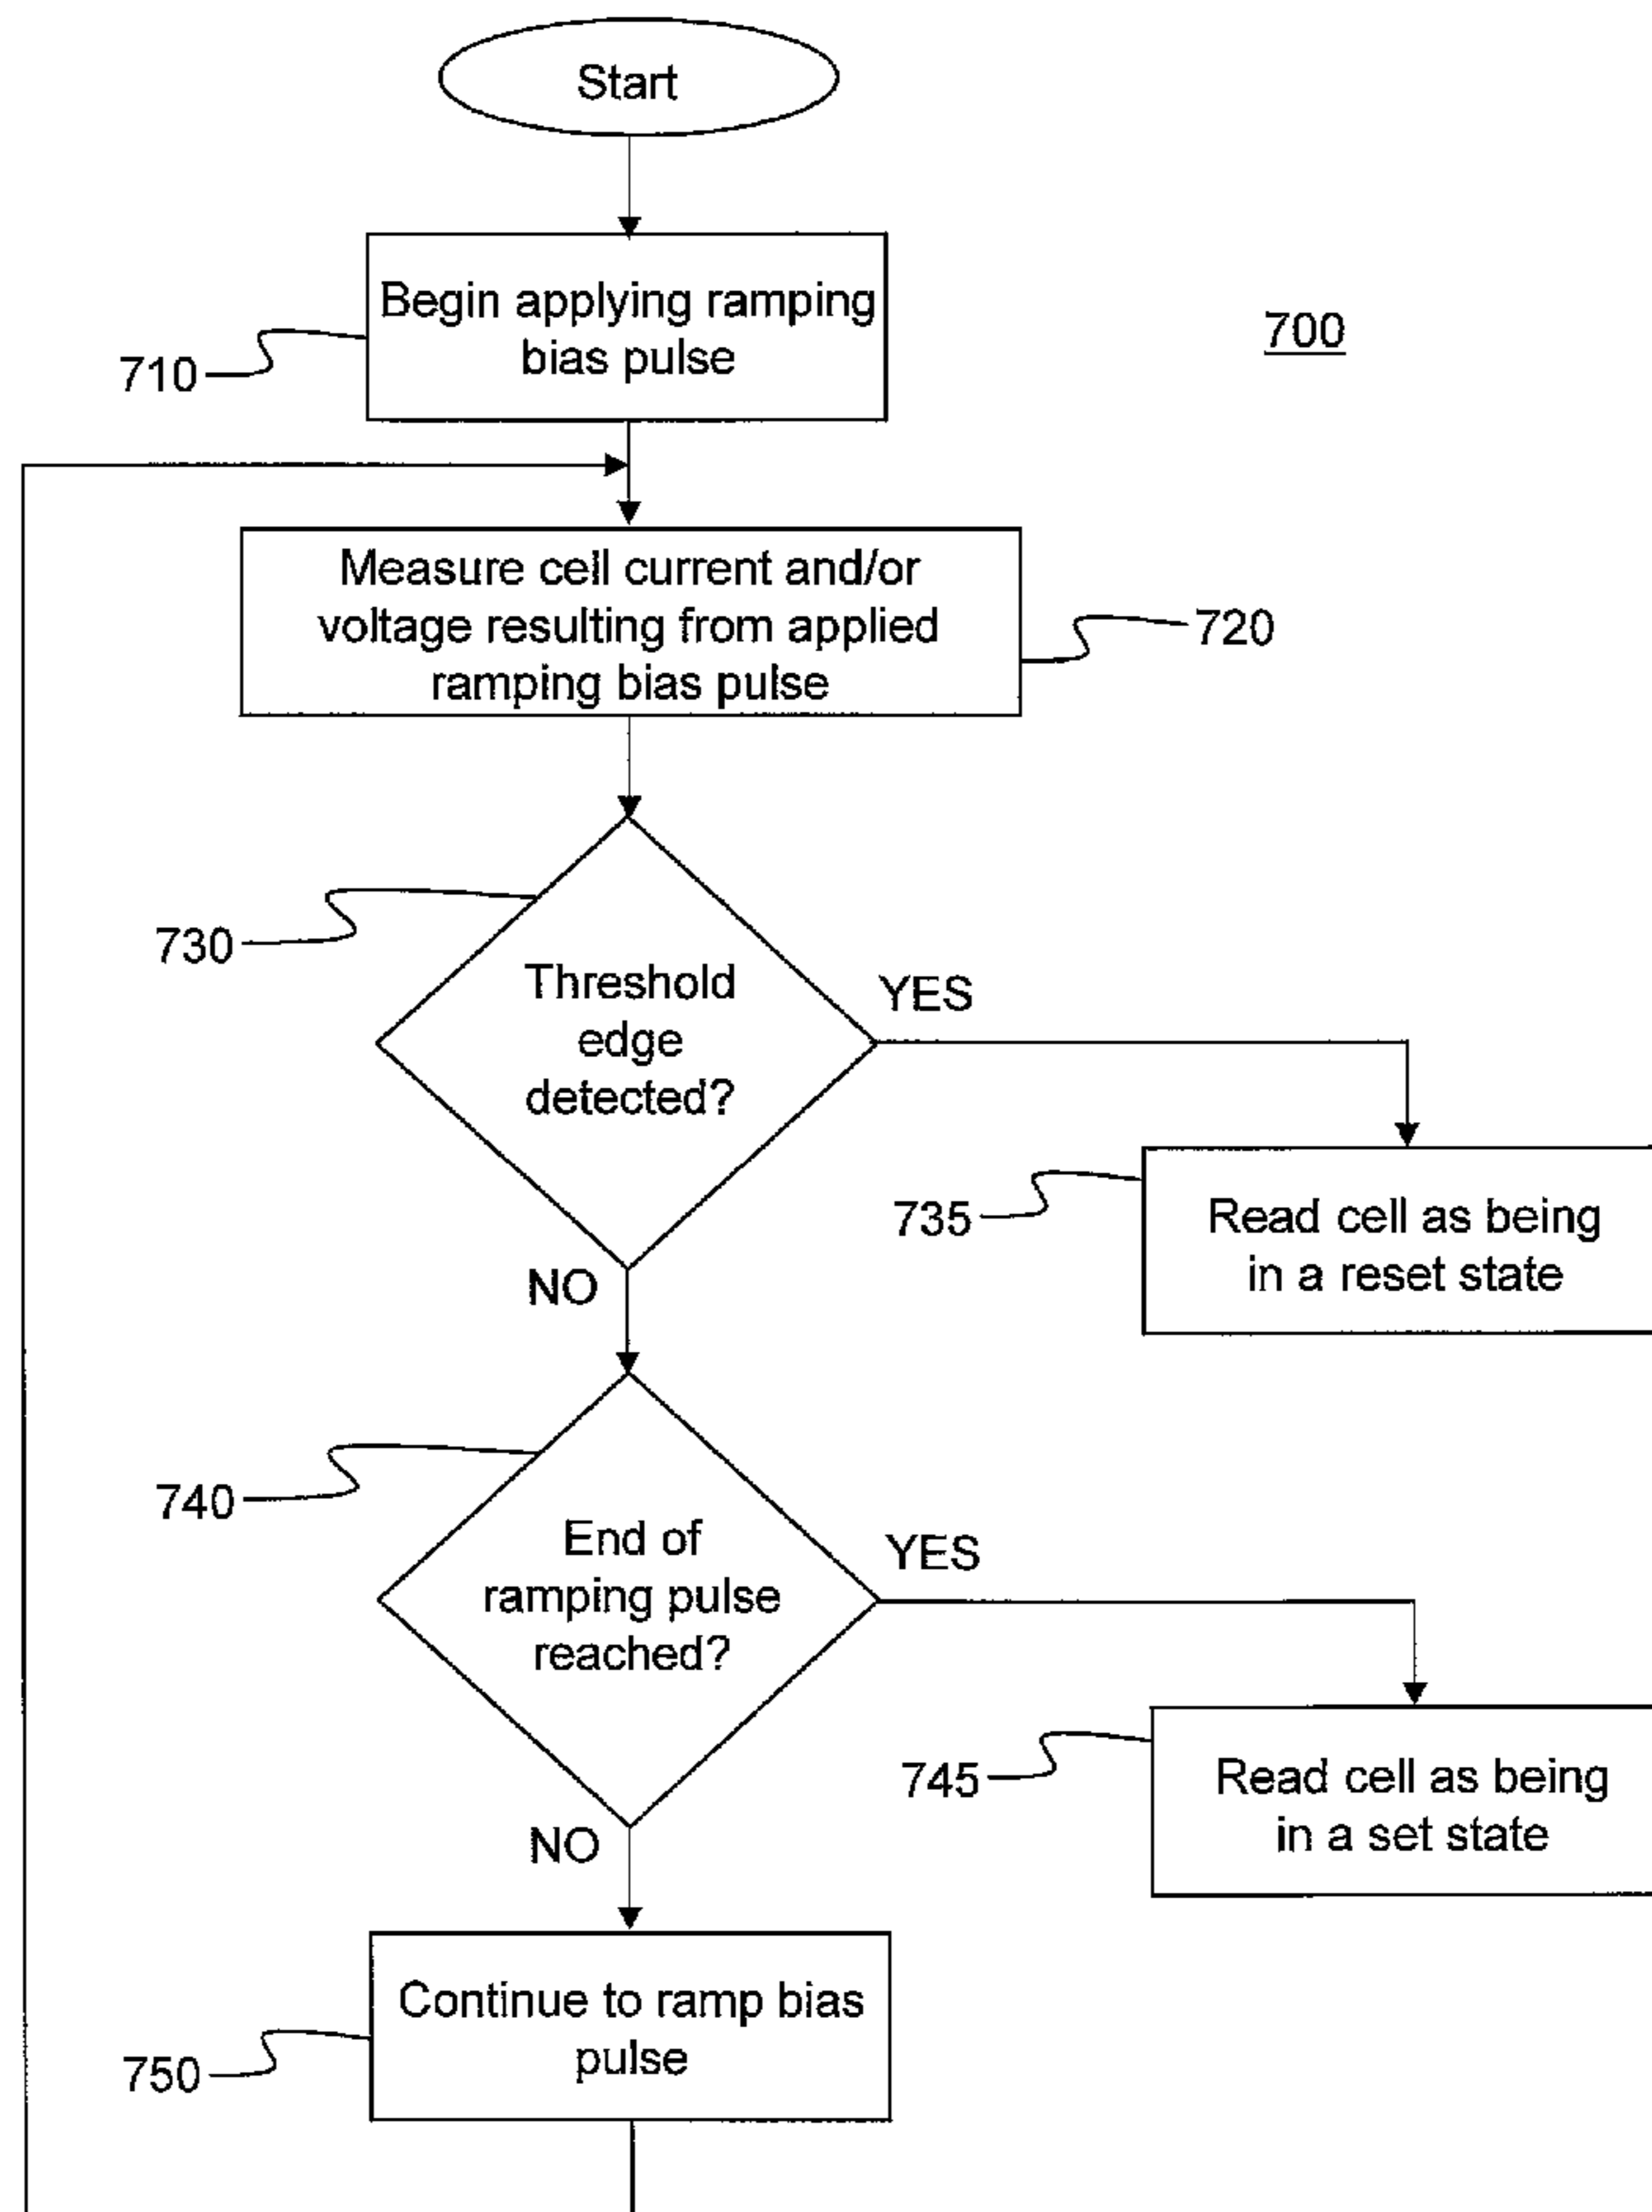 Start
Begin applying ramping
bias pulse
710
700
Measure cell current and/or
voltage resulting from applied
ramping bias pulse
720
730
Threshold
edge
detected?
YES
NO
735
Read cell as being
in a reset state
740
End of
ramping pulse
reached?
YES
NO
745
Read cell as being
in a set state
Continue to ramp bias
pulse
750